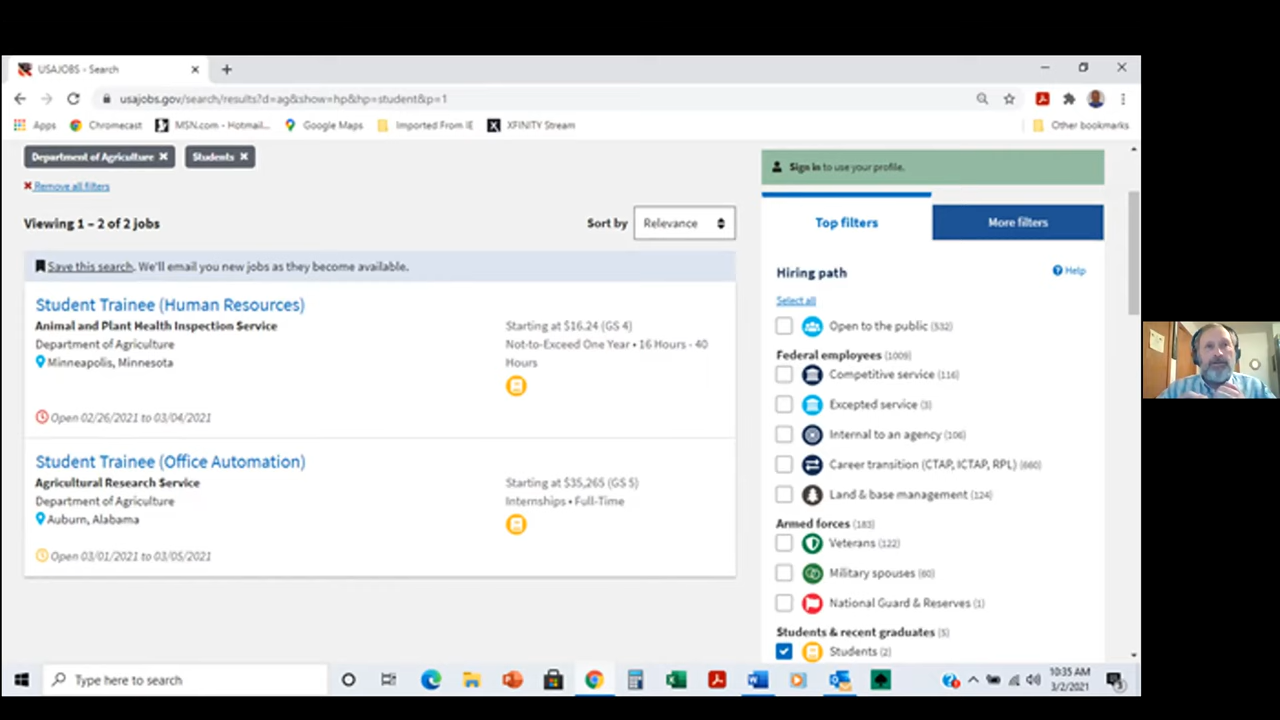 USAJOBS - Search
usajobs.gov/search/results?d=ag&show=hp&hp=student&p=1
Apps Chromecast MSN.com - Hotmail... Google Maps Imported From IE XFINITY Stream Other bookmarks
Department of Agriculture Students
Remove all filters
Viewing 1 – 2 of 2 jobs
Sort by Relevance
Save this search. We'll email you new jobs as they become available.
Student Trainee (Human Resources)
Animal and Plant Health Inspection Service
Department of Agriculture
Minneapolis, Minnesota
Starting at $16.24 (GS 4)
Not-to-Exceed One Year • 16 Hours - 40
Hours
Open 02/26/2021 to 03/04/2021
Student Trainee (Office Automation)
Agricultural Research Service
Department of Agriculture
Auburn, Alabama
Starting at $35,265 (GS 5)
Internships • Full-Time
Open 03/01/2021 to 03/05/2021
Sign in to use your profile.
Top filters
More filters
Hiring path
Help
Select all
Open to the public (532)
Federal employees (1009)
Competitive service (116)
Excepted service (3)
Internal to an agency (106)
Career transition (CTAP, ICTAP, RPL) (660)
Land & base management (124)
Armed forces (183)
Veterans (122)
Military spouses (60)
National Guard & Reserves (1)
Students & recent graduates (5)
Students (2)
Type here to search
10:35 AM
3/2/2021